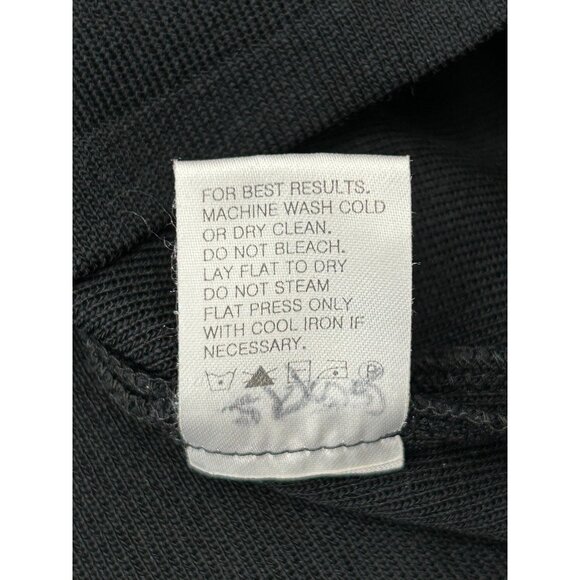 FOR BEST RESULTS.
MACHINE WASH COLD
OR DRY CLEAN.
DO NOT BLEACH.
LAY FLAT TO DRY
DO NOT STEAM
FLAT PRESS ONLY
WITH COOL IRON IF
NECESSARY.
P